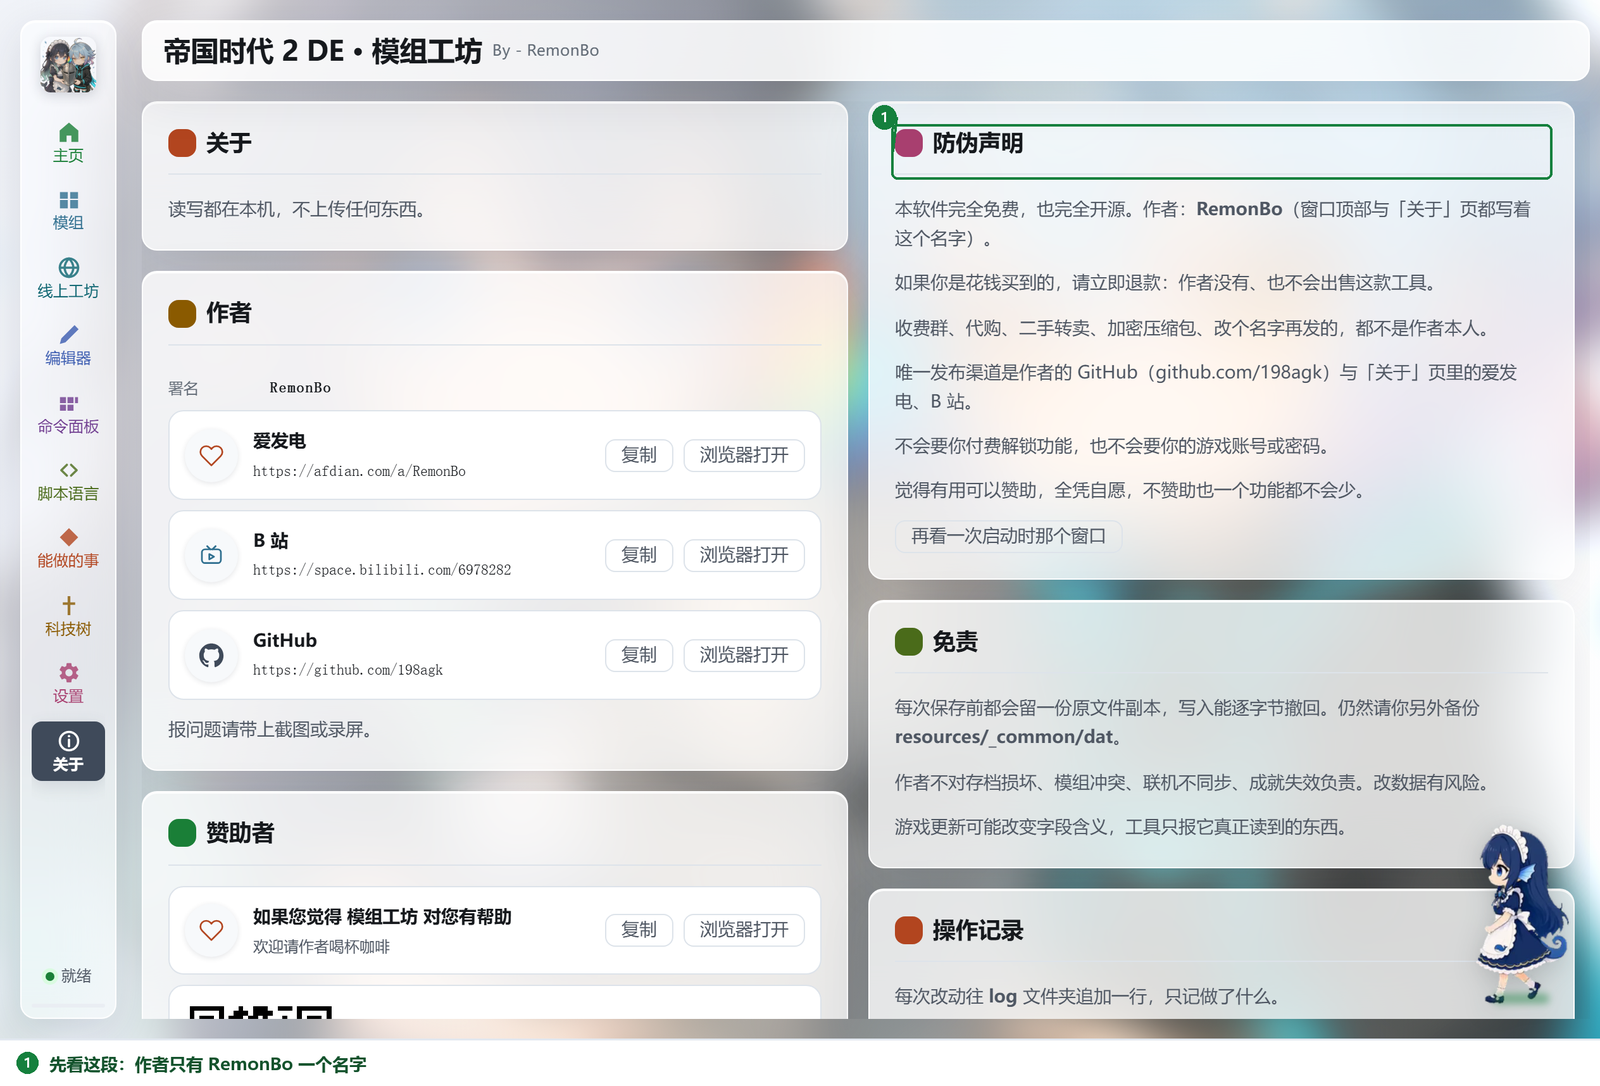 帝国时代 2 DE • 模组工坊 By - RemonBo
主页
模组
线上工坊
编辑器
命令面板
脚本语言
能做的事
科技树
设置
关于
就绪
关于
读写都在本机，不上传任何东西。
作者
署名 RemonBo
爱发电
https://afdian.com/a/RemonBo
复制 浏览器打开
B 站
https://space.bilibili.com/6978282
复制 浏览器打开
GitHub
https://github.com/198agk
复制 浏览器打开
报问题请带上截图或录屏。
赞助者
如果您觉得 模组工坊 对您有帮助
欢迎请作者喝杯咖啡
复制 浏览器打开
1
防伪声明
本软件完全免费，也完全开源。作者：RemonBo（窗口顶部与「关于」页都写着
这个名字）。
如果你是花钱买到的，请立即退款：作者没有、也不会出售这款工具。
收费群、代购、二手转卖、加密压缩包、改个名字再发的，都不是作者本人。
唯一发布渠道是作者的 GitHub（github.com/198agk）与「关于」页里的爱发
电、B 站。
不会要你付费解锁功能，也不会要你的游戏账号或密码。
觉得有用可以赞助，全凭自愿，不赞助也一个功能都不会少。
再看一次启动时那个窗口
免责
每次保存前都会留一份原文件副本，写入能逐字节撤回。仍然请你另外备份
resources/_common/dat。
作者不对存档损坏、模组冲突、联机不同步、成就失效负责。改数据有风险。
游戏更新可能改变字段含义，工具只报它真正读到的东西。
操作记录
每次改动往 log 文件夹追加一行，只记做了什么。
1 先看这段：作者只有 RemonBo 一个名字